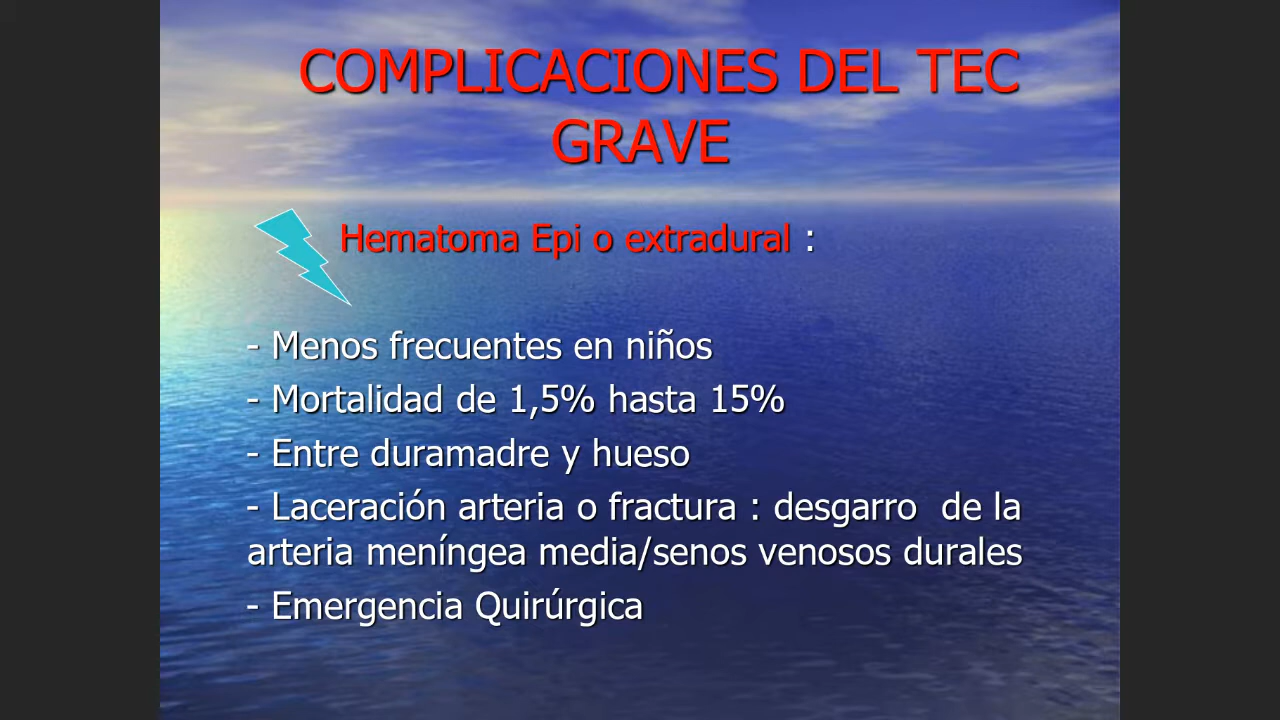 COMPLICACIONES DEL TEC
GRAVE
Hematoma Epi o extradural :
- Menos frecuentes en niños
- Mortalidad de 1,5% hasta 15%
- Entre duramadre y hueso
- Laceración arteria o fractura : desgarro  de la
arteria meníngea media/senos venosos durales
- Emergencia Quirúrgica